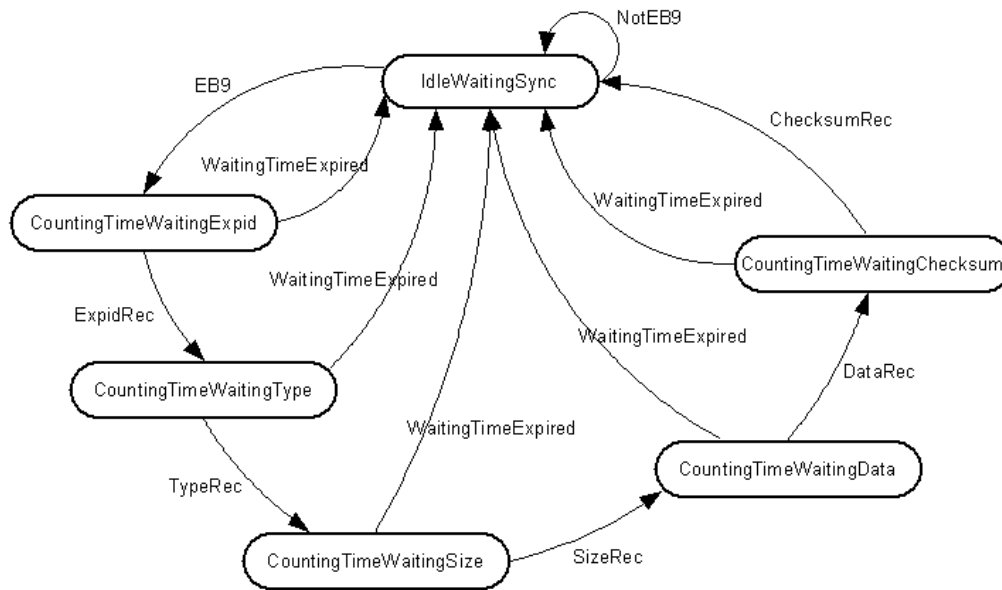 NotEB9
IdleWaitingSync
EB9
ChecksumRec
WaitingTimeExpired
WaitingTimeExpired
CountingTimeWaitingExpid
CountingTimeWaitingChecksum
WaitingTimeExpired
ExpidRec
WaitingTimeExpired
DataRec
CountingTimeWaitingType
WaitingTimeExpired
CountingTimeWaitingData
TypeRec
CountingTimeWaitingSize
SizeRec